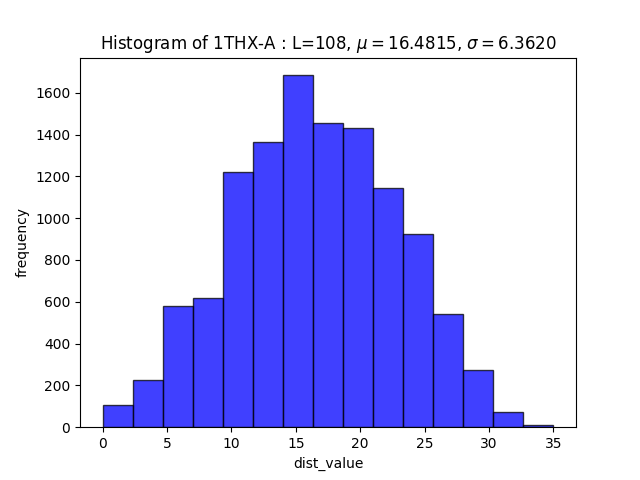 Histogram of 1THX-A : L=108, μ = 16.4815, σ = 6.3620
1600
1400
1200
1000
800
600
400
200
0
frequency
0 5 10 15 20 25 30 35
dist_value